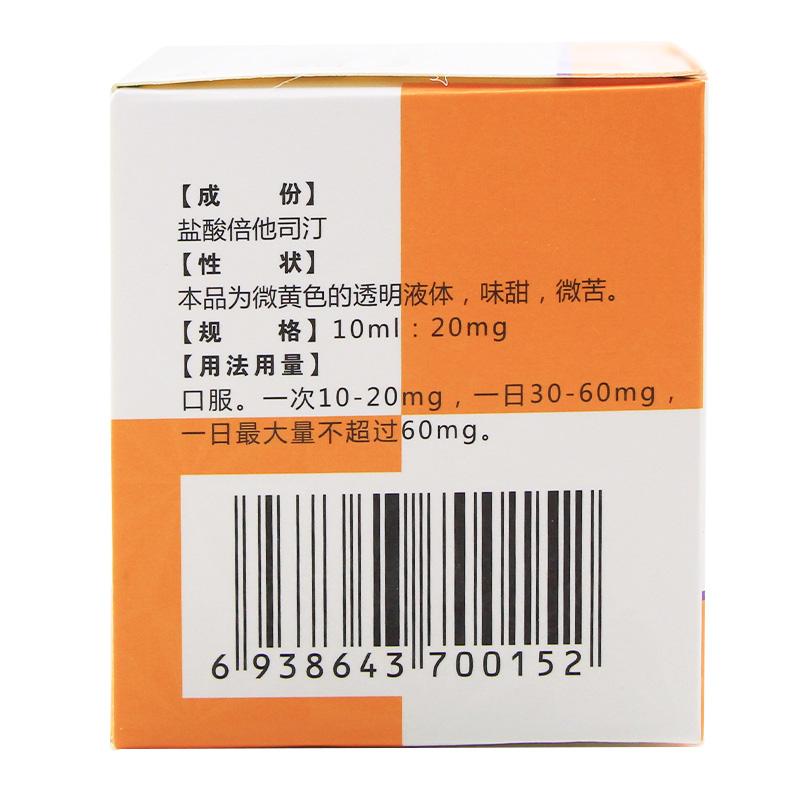 【成　份】
盐酸倍他司汀
【性　状】
本品为微黄色的透明液体，味甜，微苦。
【规　格】10ml：20mg
【用法用量】
口服。一次10-20mg，一日30-60mg，
一日最大量不超过60mg。
6 938643 700152